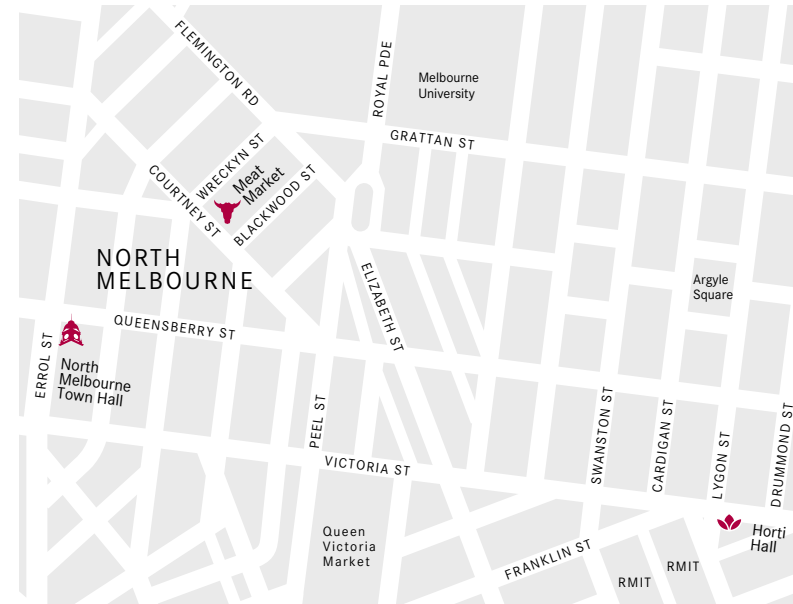 FLEMINGTON RD
ROYAL PDE
Melbourne
University
GRATTAN ST
WRECKYN ST
Meat
Market
COURTNEY ST
BLACKWOOD ST
NORTH
MELBOURNE
ELIZABETH ST
Argyle
Square
QUEENSBERRY ST
ERROL ST
North
Melbourne
Town Hall
PEEL ST
VICTORIA ST
SWANSTON ST
CARDIGAN ST
LYGON ST
DRUMMOND ST
Queen
Victoria
Market
FRANKLIN ST
Horti
Hall
RMIT
RMIT